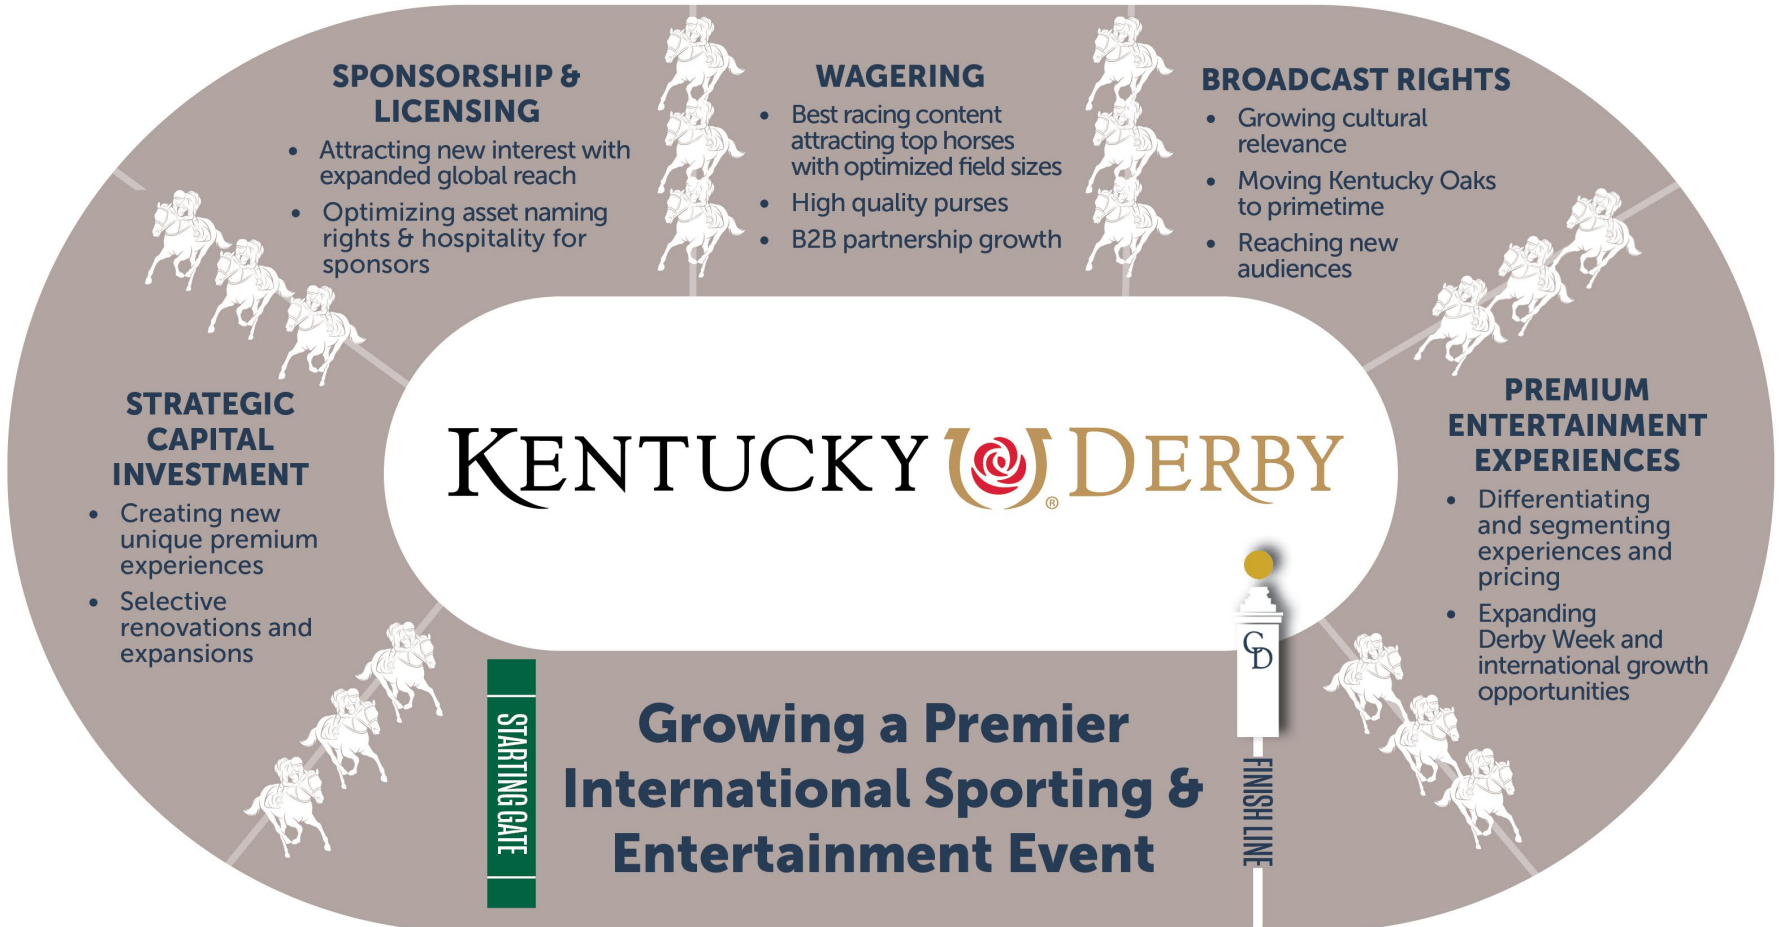 SPONSORSHIP &
LICENSING
• Attracting new interest with
expanded global reach
• Optimizing asset naming
rights & hospitality for
sponsors
WAGERING
• Best racing content
attracting top horses
with optimized field sizes
• High quality purses
• B2B partnership growth
BROADCAST RIGHTS
• Growing cultural
relevance
• Moving Kentucky Oaks
to primetime
• Reaching new
audiences
STRATEGIC
CAPITAL
INVESTMENT
• Creating new
unique premium
experiences
• Selective
renovations and
expansions
KENTUCKY DERBY
®
PREMIUM
ENTERTAINMENT
EXPERIENCES
• Differentiating
and segmenting
experiences and
pricing
• Expanding
Derby Week and
international growth
opportunities
STARTING GATE
Growing a Premier
International Sporting &
Entertainment Event
CD
FINISH LINE